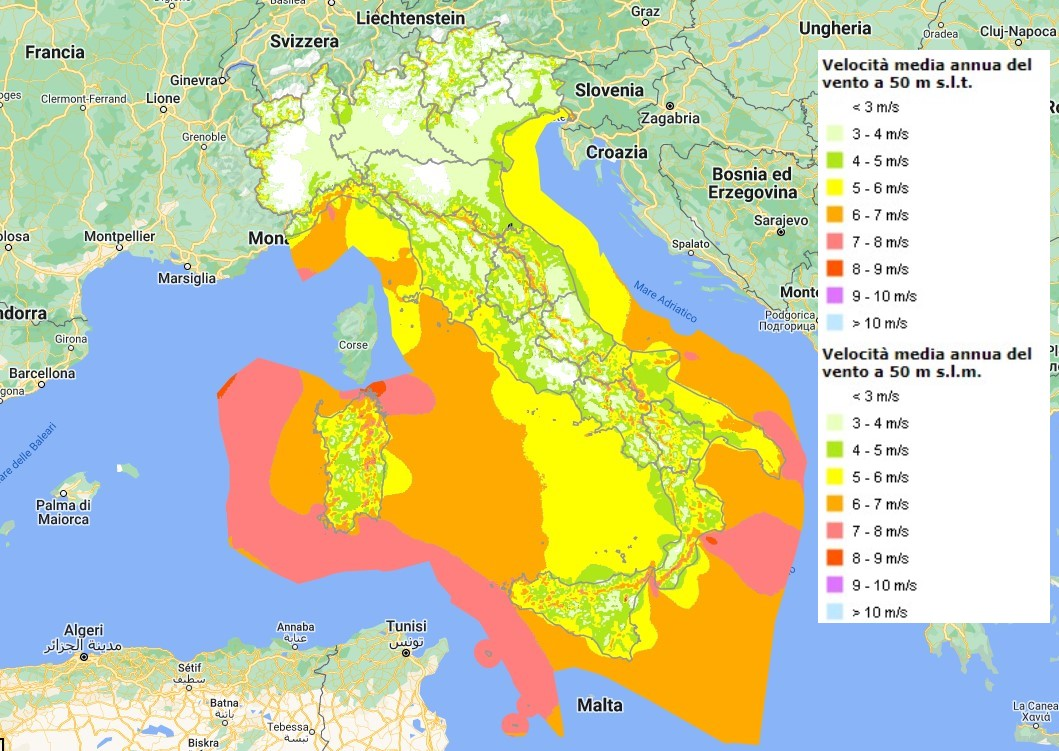 Liechtenstein
Graz
Ungheria
Oradea
Cluj-Napoca
Francia
Svizzera
Ginevra
Clermont-Ferrand
Lione
Slovenia
Zagabria
Grenoble
Croazia
Bosnia ed
Erzegovina
Sarajevo
Montpellier
Marsiglia
Mona
Spalato
Mare Adriatico
Mont
Podgorica
Подгорица
ndorra
Girona
Barcellona
Corse
are delle Baleari
Palma di
Maiorca
Algeri
مدينة الجزائر
Annaba
عنابة
Tunisi
تونس
Sétif
سطيف
Batna
باتنة
Tebessa
تبسة
Biskra
Malta
La Canea
Χανιά
Velocità media annua del
vento a 50 m s.l.t.
< 3 m/s
3 - 4 m/s
4 - 5 m/s
5 - 6 m/s
6 - 7 m/s
7 - 8 m/s
8 - 9 m/s
9 - 10 m/s
> 10 m/s
Velocità media annua del
vento a 50 m s.l.m.
< 3 m/s
3 - 4 m/s
4 - 5 m/s
5 - 6 m/s
6 - 7 m/s
7 - 8 m/s
8 - 9 m/s
9 - 10 m/s
> 10 m/s